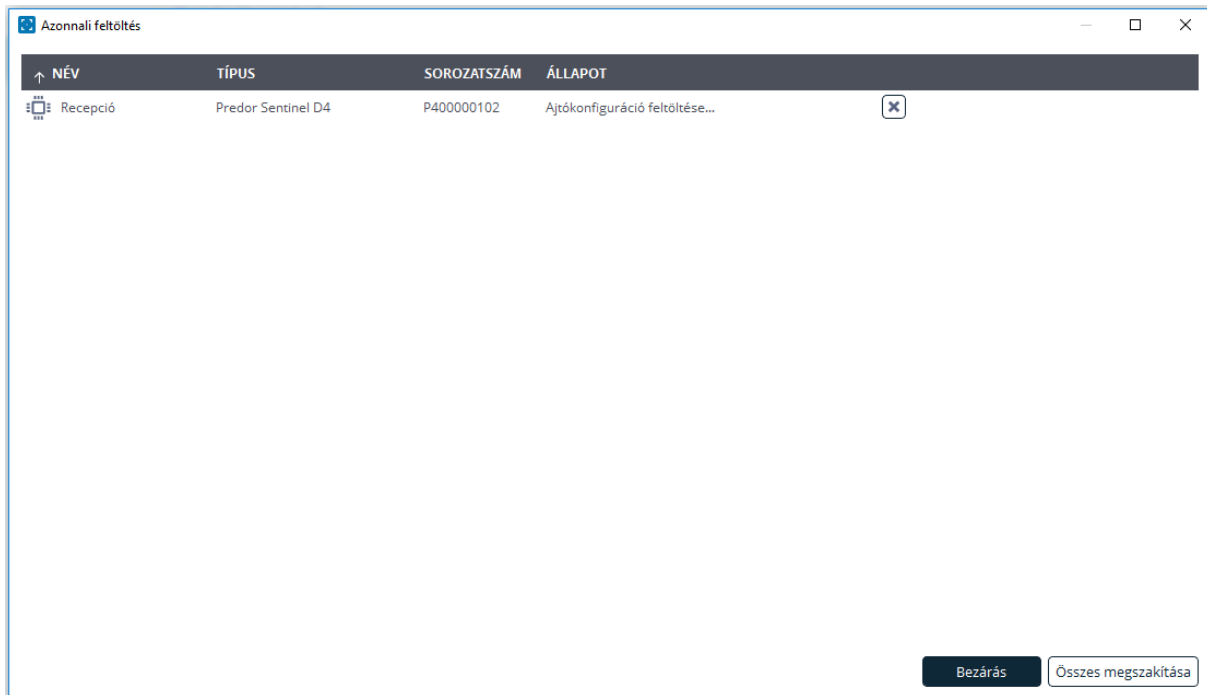 Azonnali feltöltés
NÉV TÍPUS SOROZATSZÁM ÁLLAPOT
Recepció Predor Sentinel D4 P400000102 Ajtókonfiguráció feltöltése...
Bezárás Összes megszakítása